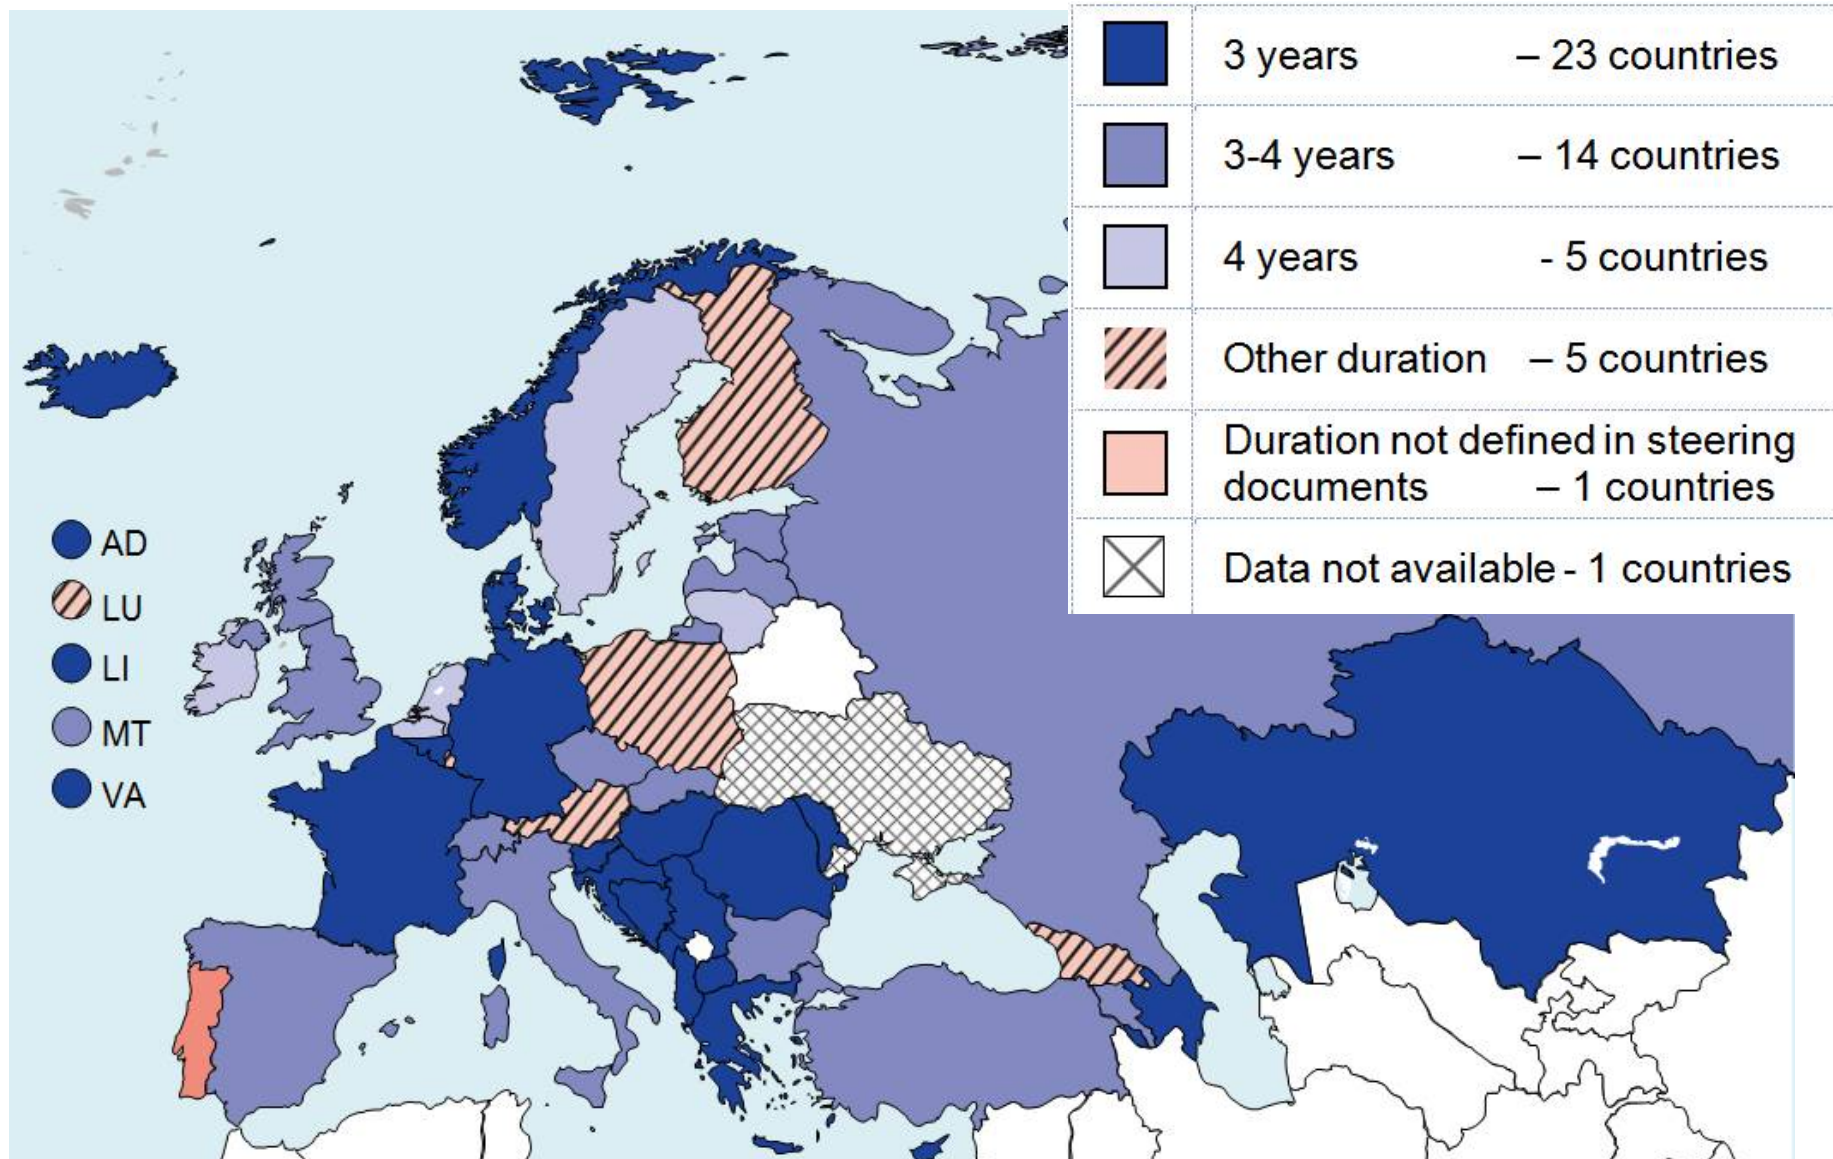 3 years – 23 countries
3-4 years – 14 countries
4 years - 5 countries
Other duration – 5 countries
Duration not defined in steering
documents – 1 countries
Data not available - 1 countries
AD
LU
LI
MT
VA